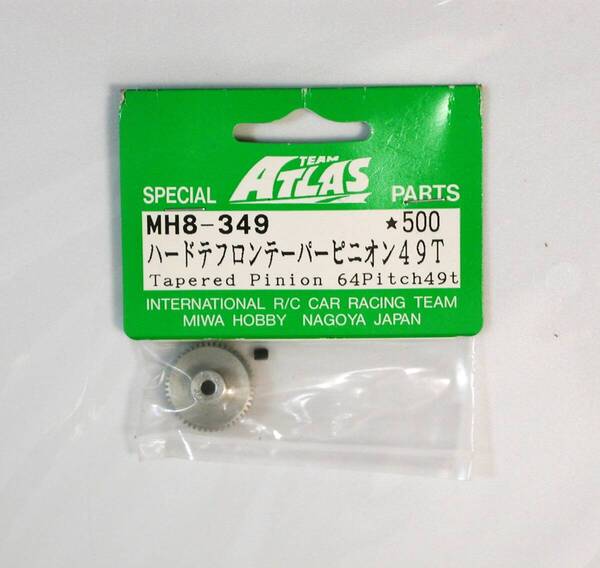 TEAM
ATLAS
SPECIAL PARTS
MH8-349 ★500
ハードテフロンテーパーピニオン49T
Tapered Pinion 64Pitch49t
INTERNATIONAL R/C CAR RACING TEAM
MIWA HOBBY NAGOYA JAPAN